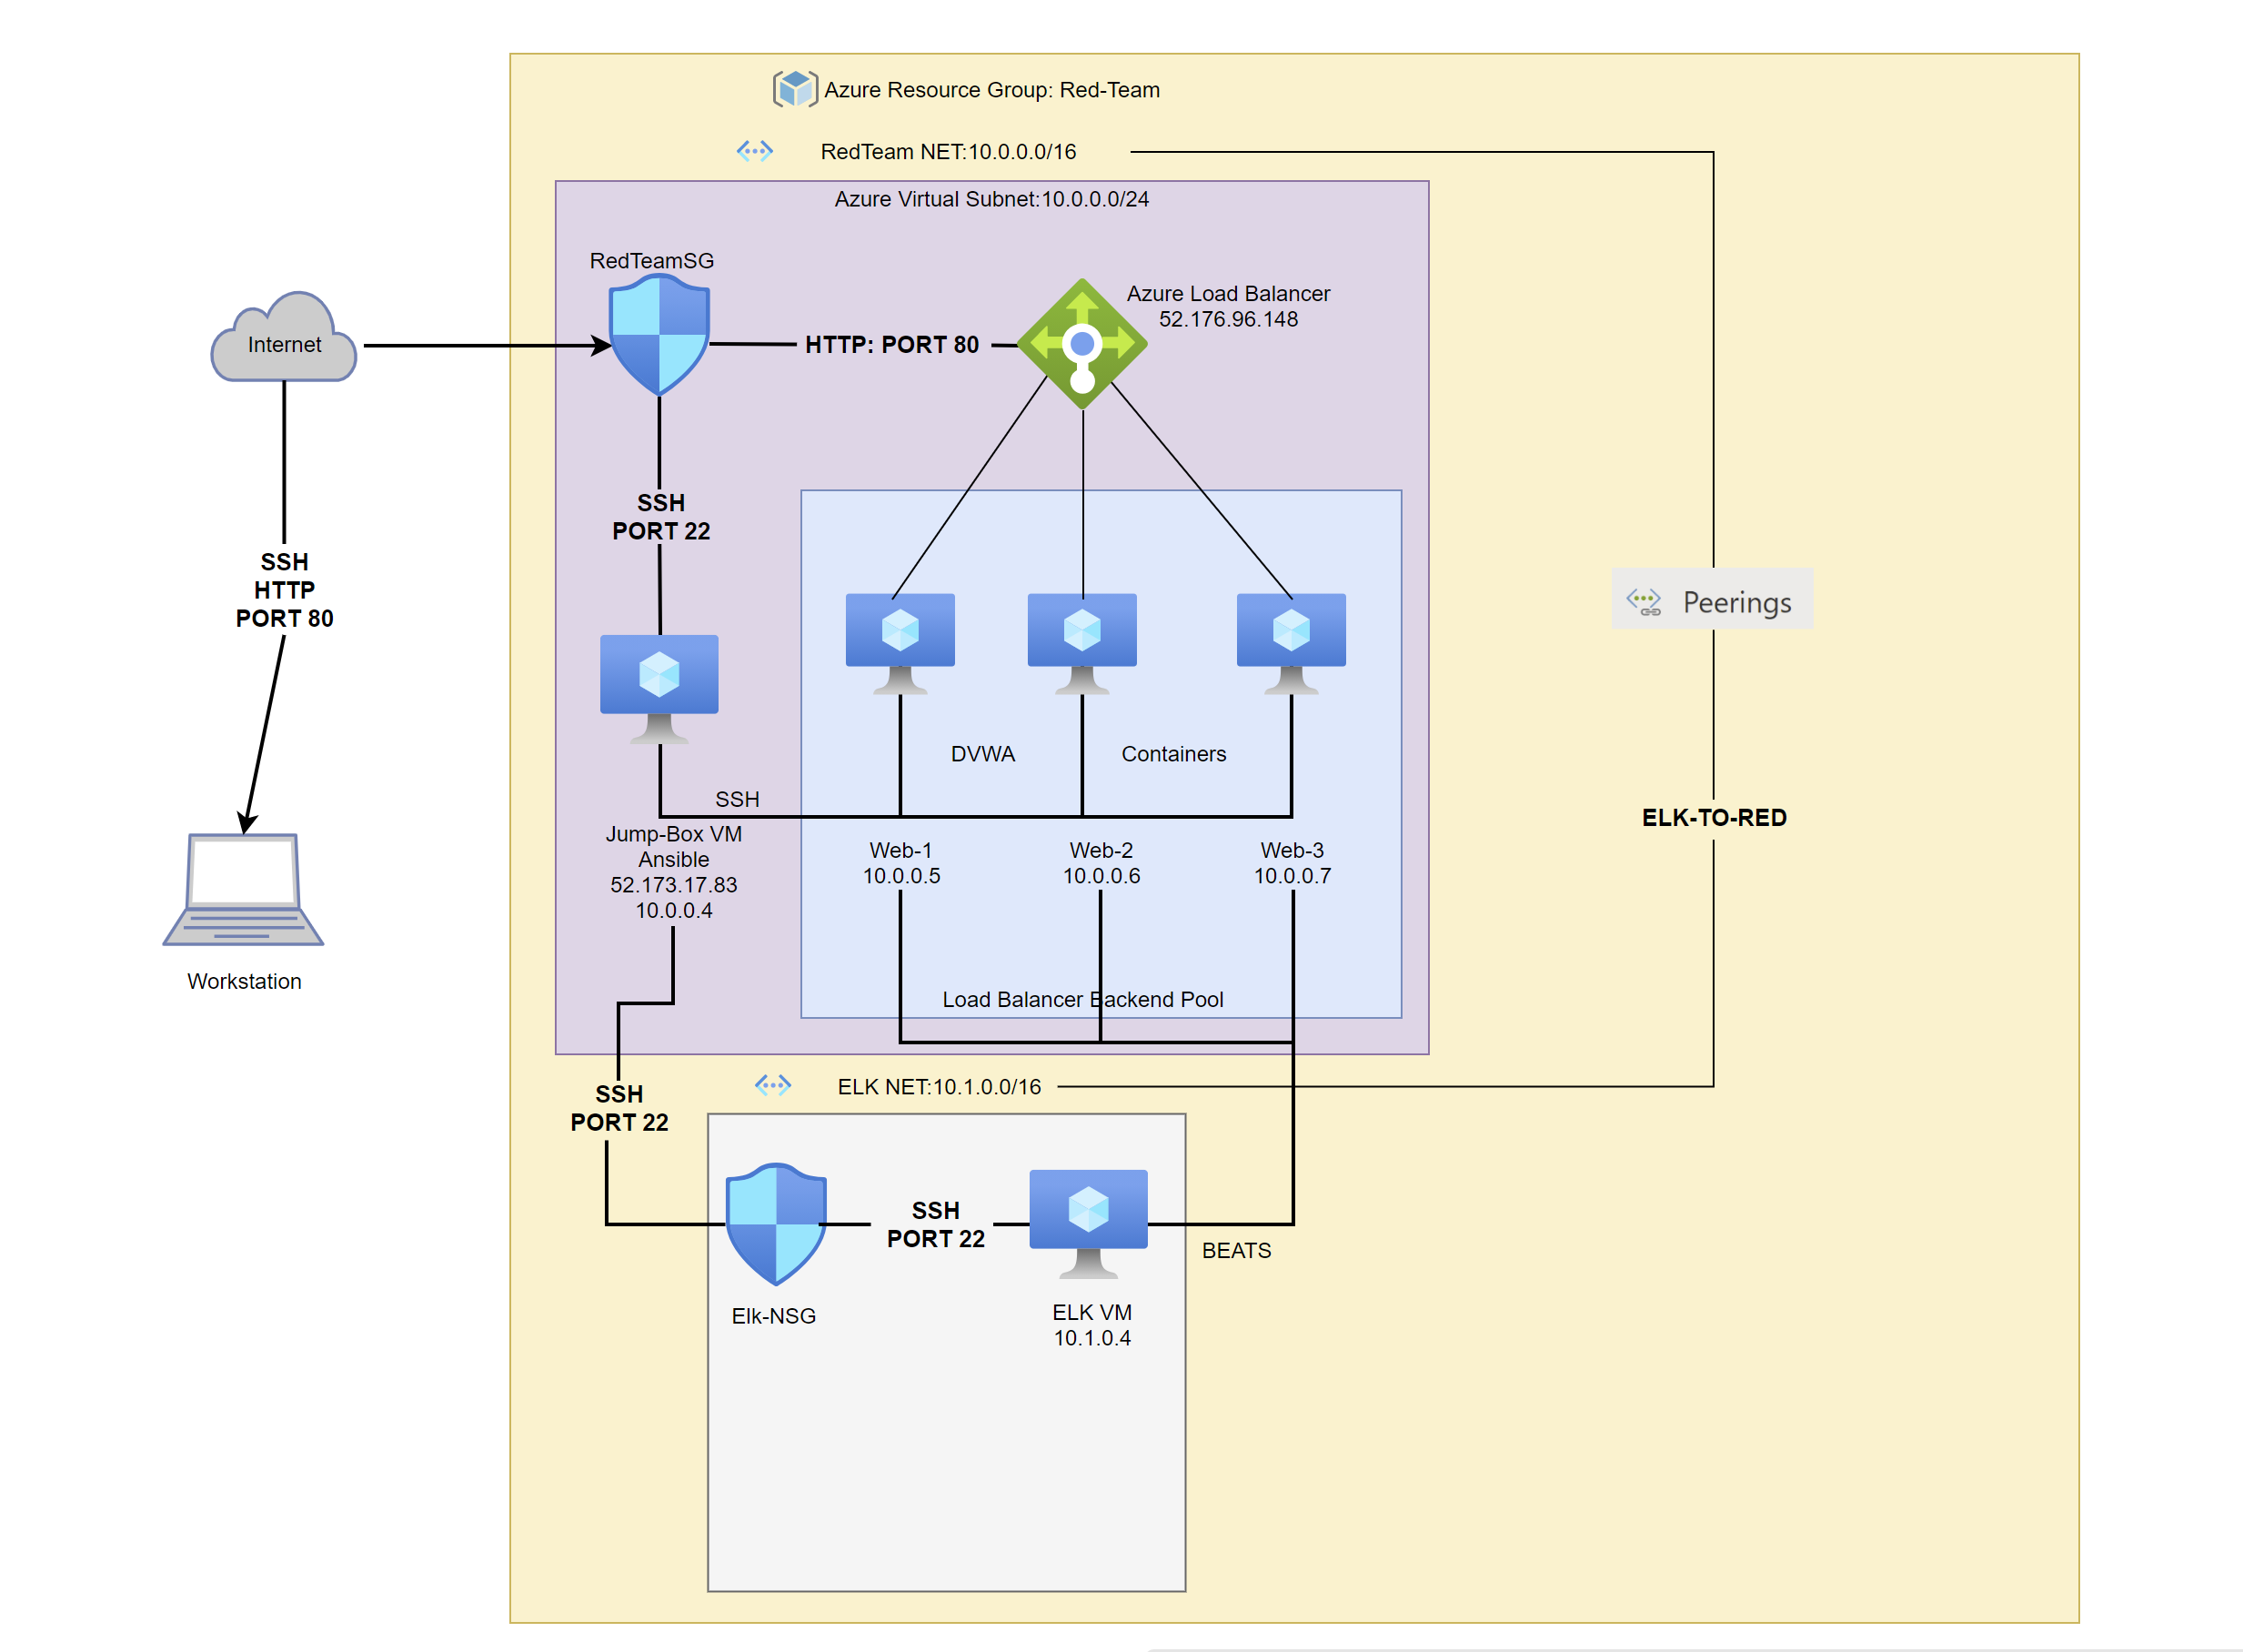 Azure Resource Group: Red-Team
RedTeam NET:10.0.0.0/16
Azure Virtual Subnet:10.0.0.0/24
RedTeamSG
Azure Load Balancer
52.176.96.148
Internet
HTTP: PORT 80
SSH
PORT 22
SSH
HTTP
PORT 80
Peerings
DVWA
Containers
SSH
ELK-TO-RED
Jump-Box VM
Ansible
52.173.17.83
10.0.0.4
Web-1
10.0.0.5
Web-2
10.0.0.6
Web-3
10.0.0.7
Workstation
Load Balancer Backend Pool
SSH
PORT 22
ELK NET:10.1.0.0/16
SSH
PORT 22
BEATS
Elk-NSG
ELK VM
10.1.0.4